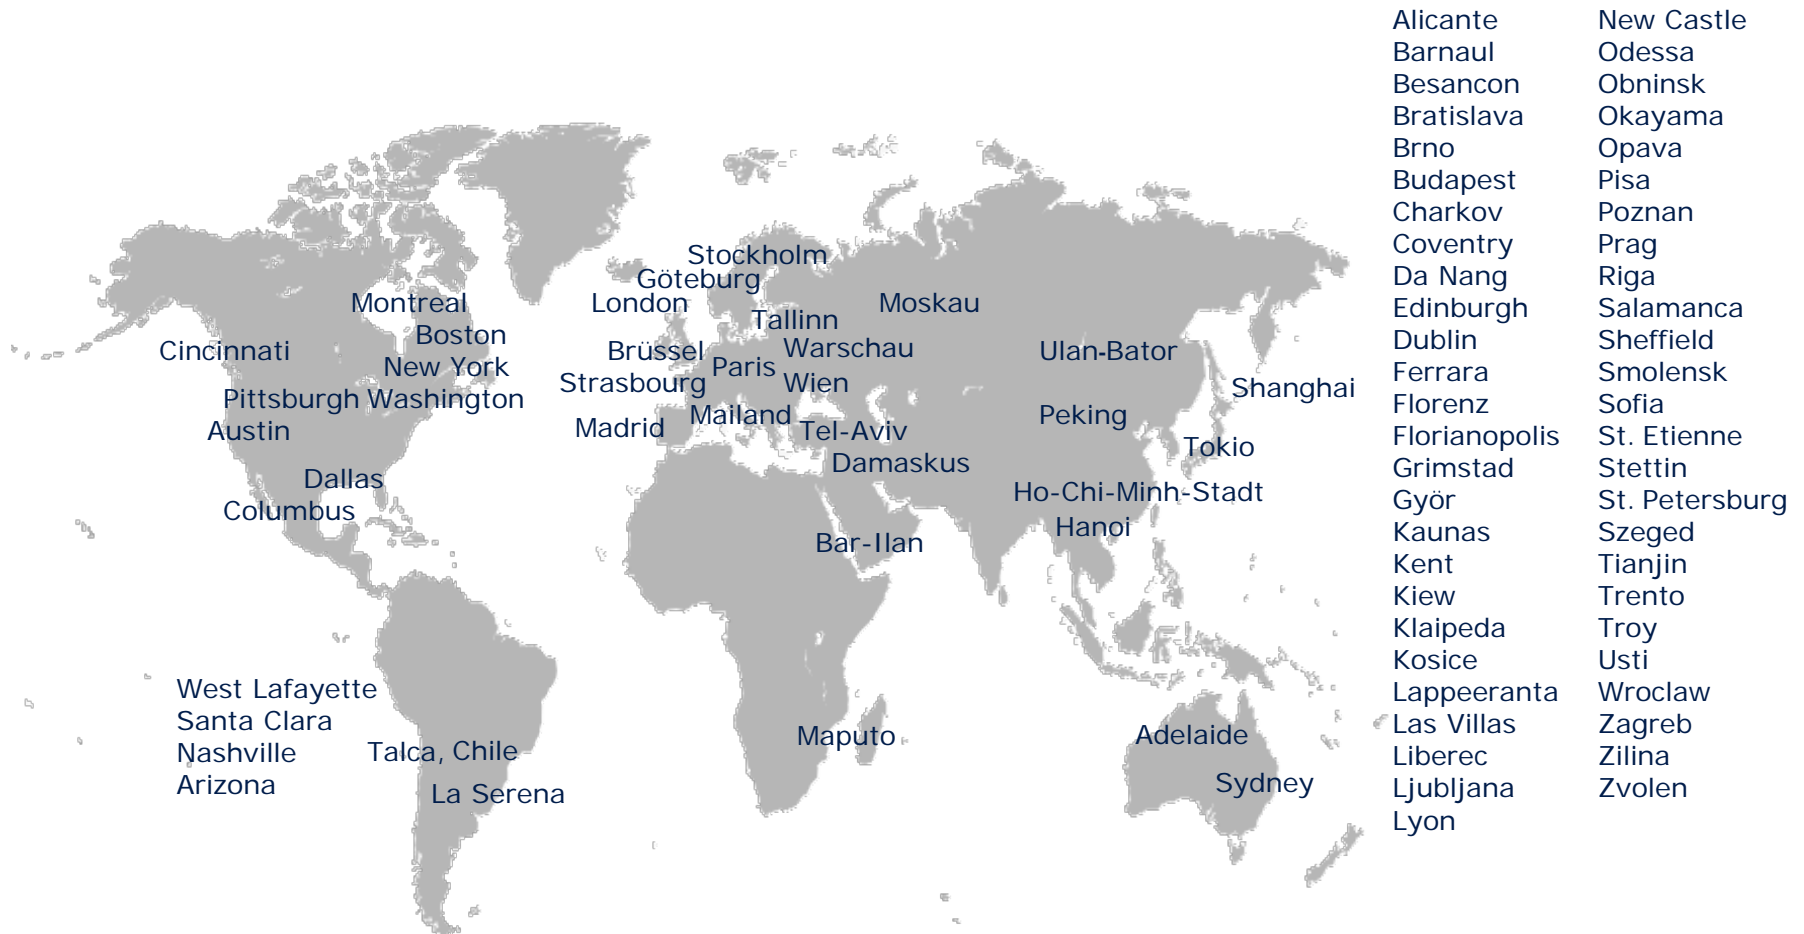 Alicante
Barnaul
Besancon
Bratislava
Brno
Budapest
Charkov
Coventry
Da Nang
Edinburgh
Dublin
Ferrara
Florenz
Florianopolis
Grimstad
Györ
Kaunas
Kent
Kiew
Klaipeda
Kosice
Lappeeranta
Las Villas
Liberec
Ljubljana
Lyon
New Castle
Odessa
Obninsk
Okayama
Opava
Pisa
Poznan
Prag
Riga
Salamanca
Sheffield
Smolensk
Sofia
St. Etienne
Stettin
St. Petersburg
Szeged
Tianjin
Trento
Troy
Usti
Wroclaw
Zagreb
Zilina
Zvolen
Stockholm
Göteburg
Montreal
London
Moskau
Tallinn
Boston
Cincinnati
Brüssel
Warschau
Ulan-Bator
New York
Paris
Strasbourg
Wien
Shanghai
Pittsburgh
Washington
Mailand
Peking
Austin
Madrid
Tel-Aviv
Tokio
Damaskus
Dallas
Ho-Chi-Minh-Stadt
Columbus
Hanoi
Bar-Ilan
West Lafayette
Santa Clara
Nashville
Arizona
Talca, Chile
La Serena
Maputo
Adelaide
Sydney